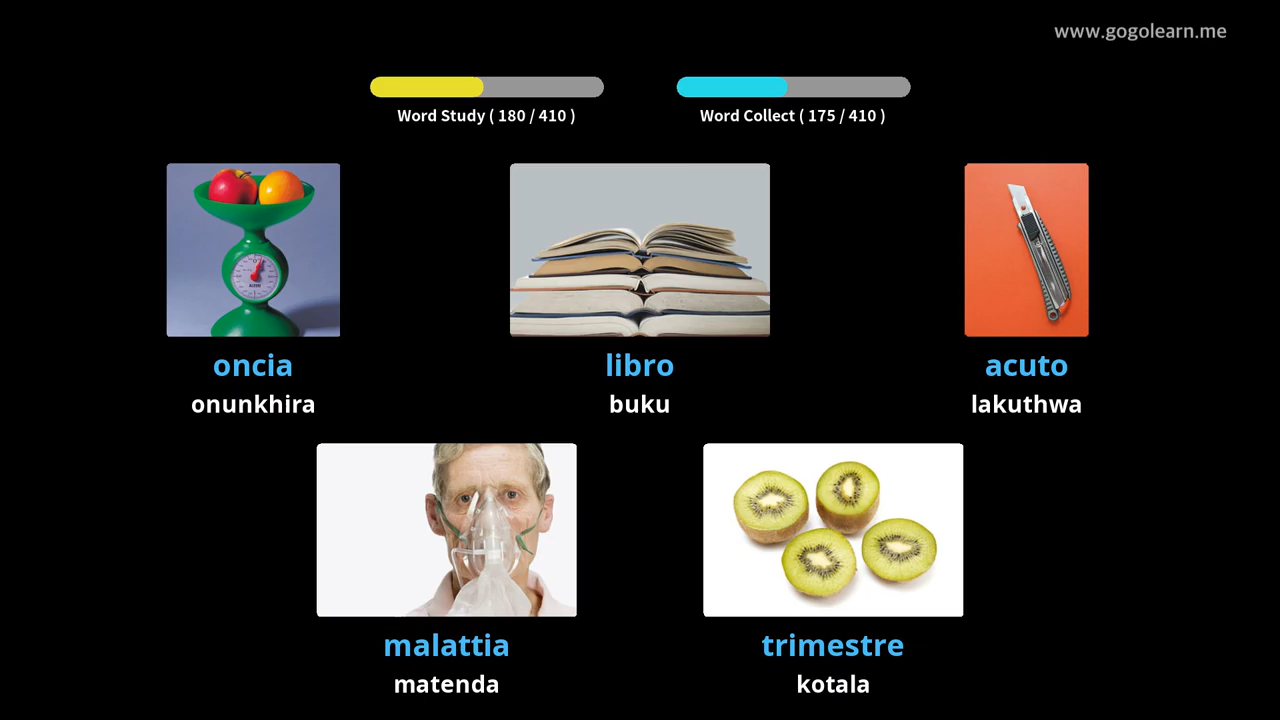 www.gogolearn.me
Word Study ( 180 / 410 )
Word Collect ( 175 / 410 )
oncia
onunkhira
libro
buku
acuto
lakuthwa
malattia
matenda
trimestre
kotala